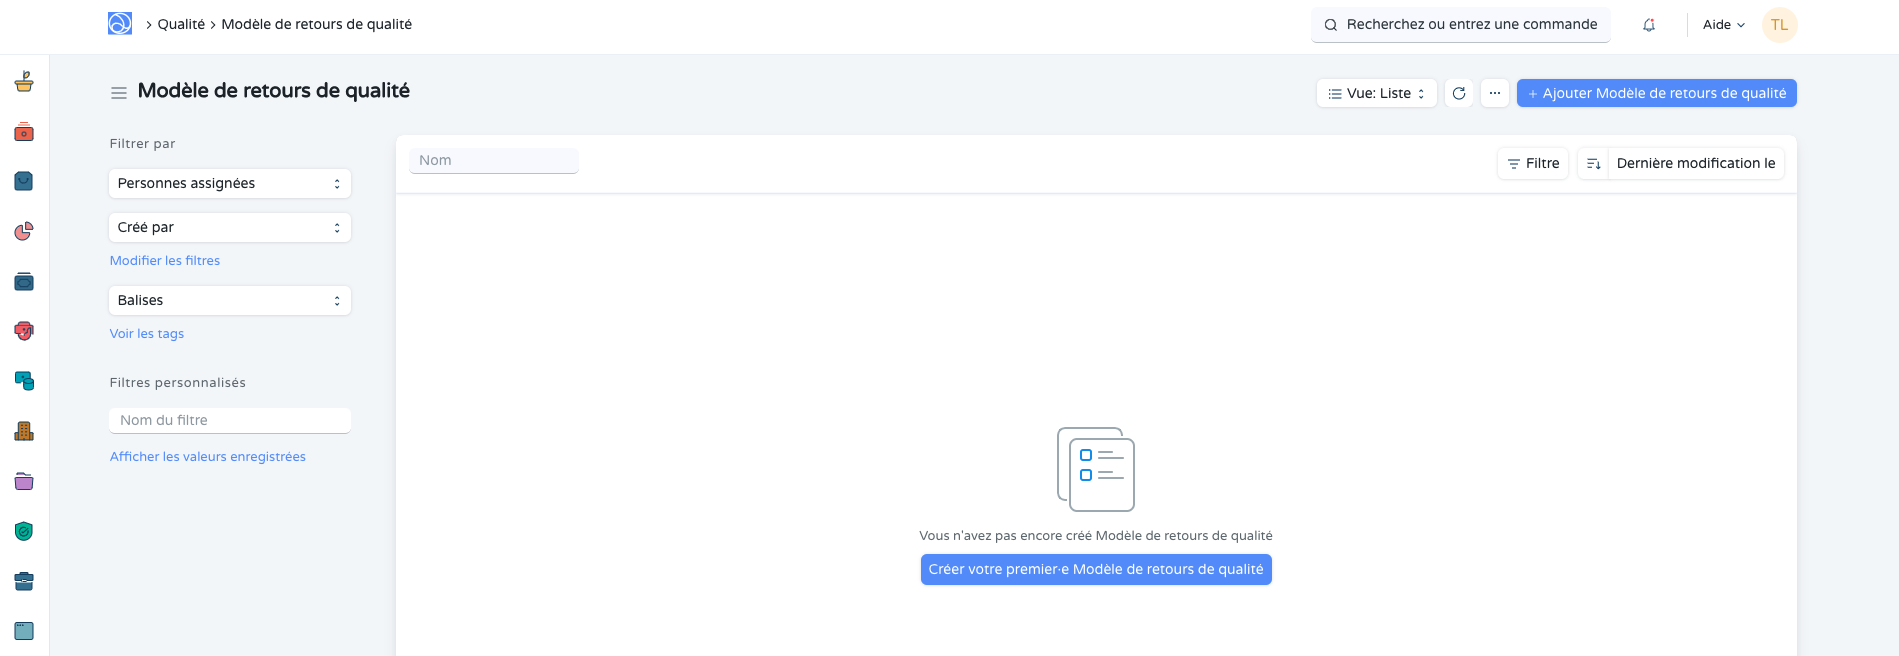 Qualité
Modèle de retours de qualité
Recherchez ou entrez une commande
Aide
TL
Modèle de retours de qualité
Vue: Liste
Ajouter Modèle de retours de qualité
Filtrer par
Personnes assignées
Créé par
Modifier les filtres
Balises
Voir les tags
Filtres personnalisés
Nom du filtre
Afficher les valeurs enregistrées
Nom
Filtre
Dernière modification le
Vous n'avez pas encore créé Modèle de retours de qualité
Créer votre premier·e Modèle de retours de qualité